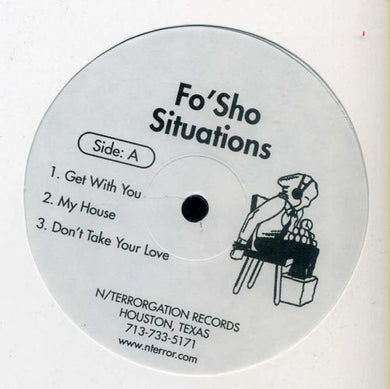 Fo'Sho
Situations
Side: A
1. Get With You
2. My House
3. Don't Take Your Love
N/TERRORGATION RECORDS
HOUSTON, TEXAS
713-733-5171
www.nterror.com